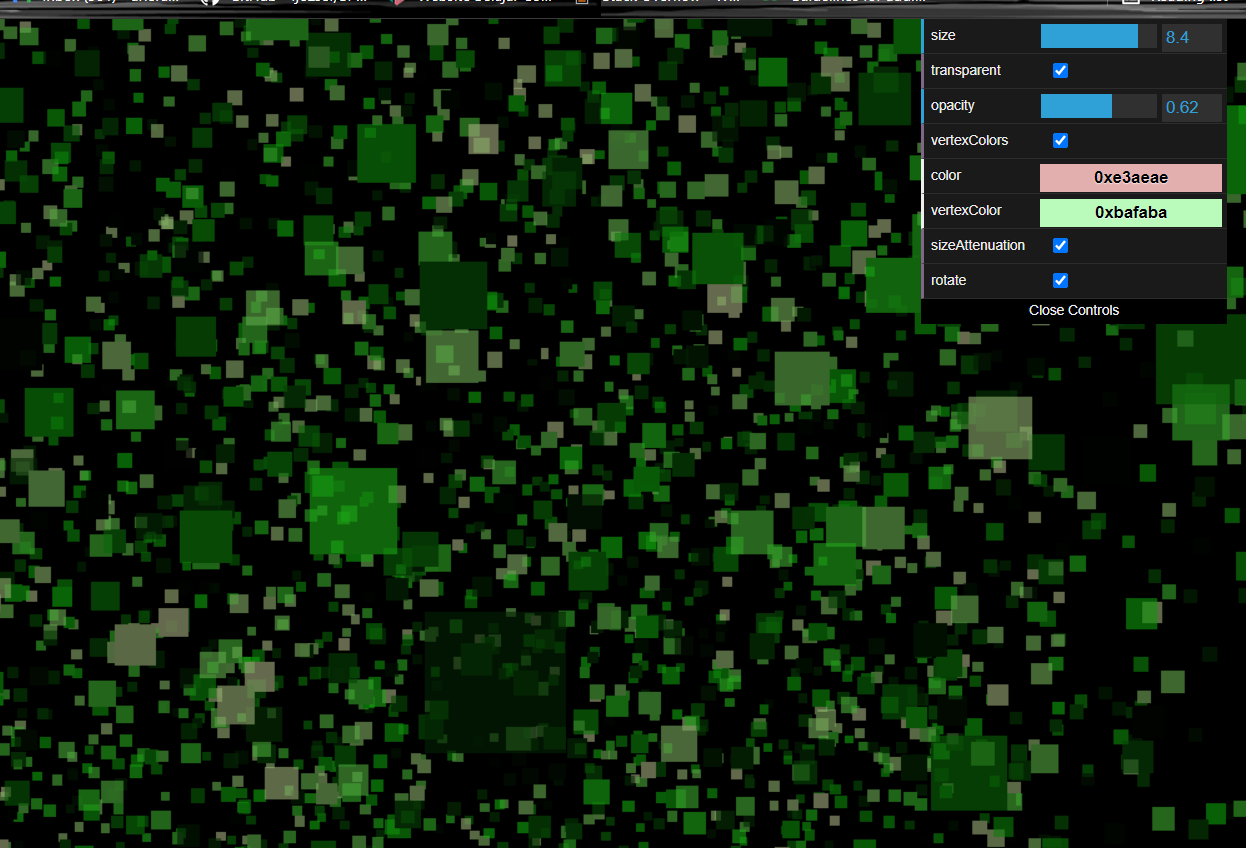 size 8.4
transparent
opacity 0.62
vertexColors
color 0xe3aeae
vertexColor 0xbafaba
sizeAttenuation
rotate
Close Controls